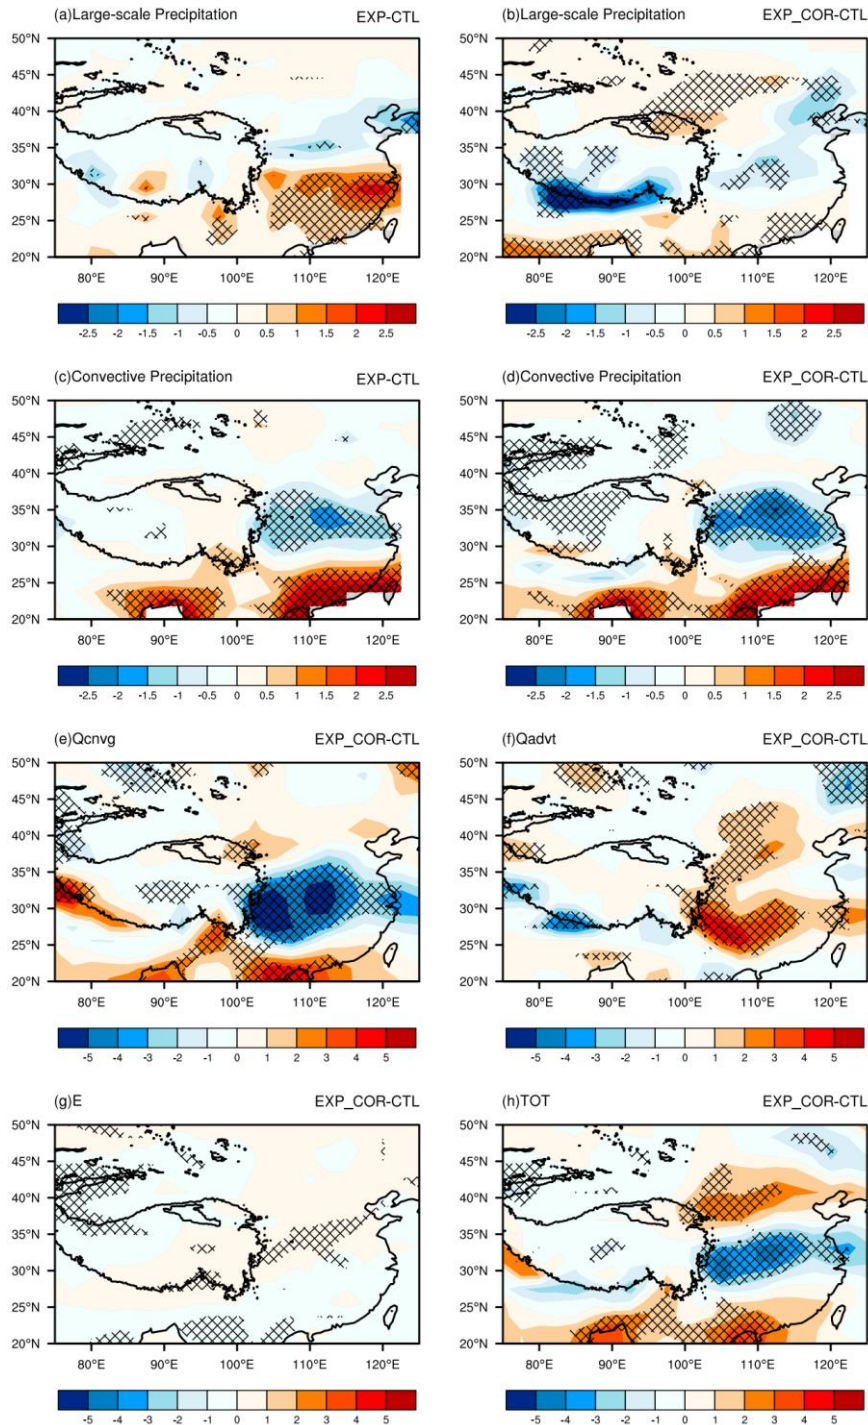 (a)Large-scale Precipitation EXP-CTL
50°N
45°N
40°N
35°N
30°N
25°N
20°N
80°E 90°E 100°E 110°E 120°E
-2.5 -2 -1.5 -1 -0.5 0 0.5 1 1.5 2 2.5
(b)Large-scale Precipitation EXP_COR-CTL
50°N
45°N
40°N
35°N
30°N
25°N
20°N
80°E 90°E 100°E 110°E 120°E
-2.5 -2 -1.5 -1 -0.5 0 0.5 1 1.5 2 2.5
(c)Convective Precipitation EXP-CTL
50°N
45°N
40°N
35°N
30°N
25°N
20°N
80°E 90°E 100°E 110°E 120°E
-2.5 -2 -1.5 -1 -0.5 0 0.5 1 1.5 2 2.5
(d)Convective Precipitation EXP_COR-CTL
50°N
45°N
40°N
35°N
30°N
25°N
20°N
80°E 90°E 100°E 110°E 120°E
-2.5 -2 -1.5 -1 -0.5 0 0.5 1 1.5 2 2.5
(e)Qcnvg EXP_COR-CTL
50°N
45°N
40°N
35°N
30°N
25°N
20°N
80°E 90°E 100°E 110°E 120°E
-5 -4 -3 -2 -1 0 1 2 3 4 5
(f)Qadvt EXP_COR-CTL
50°N
45°N
40°N
35°N
30°N
25°N
20°N
80°E 90°E 100°E 110°E 120°E
-5 -4 -3 -2 -1 0 1 2 3 4 5
(g)E EXP_COR-CTL
50°N
45°N
40°N
35°N
30°N
25°N
20°N
80°E 90°E 100°E 110°E 120°E
-5 -4 -3 -2 -1 0 1 2 3 4 5
(h)TOT EXP_COR-CTL
50°N
45°N
40°N
35°N
30°N
25°N
20°N
80°E 90°E 100°E 110°E 120°E
-5 -4 -3 -2 -1 0 1 2 3 4 5